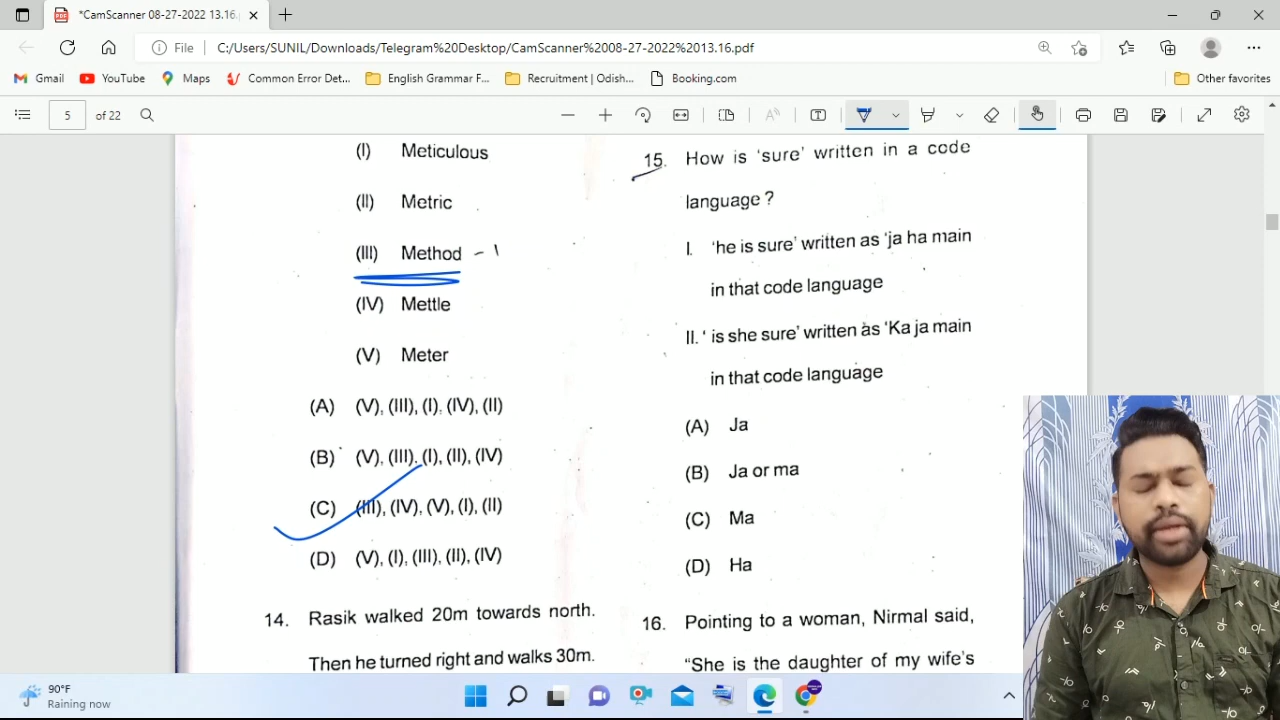 *CamScanner 08-27-2022 13.16.
File
C:/Users/SUNIL/Downloads/Telegram%20Desktop/CamScanner%2008-27-2022%2013.16.pdf
Gmail
YouTube
Maps
Common Error Det...
English Grammar F...
Recruitment | Odish...
Booking.com
Other favorites
5
of 22
(I) Meticulous
(II) Metric
(III) Method
(IV) Mettle
(V) Meter
(A) (V), (III), (I), (IV), (II)
(B) (V), (III), (I), (II), (IV)
(C) (III), (IV), (V), (I), (II)
(D) (V), (I), (III), (II), (IV)
14. Rasik walked 20m towards north.
Then he turned right and walks 30m.
15. How is 'sure' written in a code
language ?
I. 'he is sure' written as 'ja ha main
in that code language
II. ' is she sure' written as 'Ka ja main
in that code language
(A) Ja
(B) Ja or ma
(C) Ma
(D) Ha
16. Pointing to a woman, Nirmal said,
"She is the daughter of my wife's
90°F
Raining now